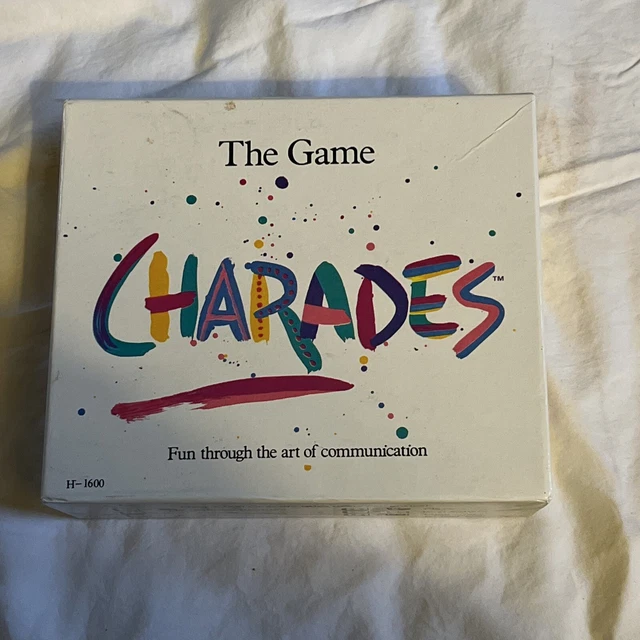 The Game
CHARADES™
Fun through the art of communication
H-1600